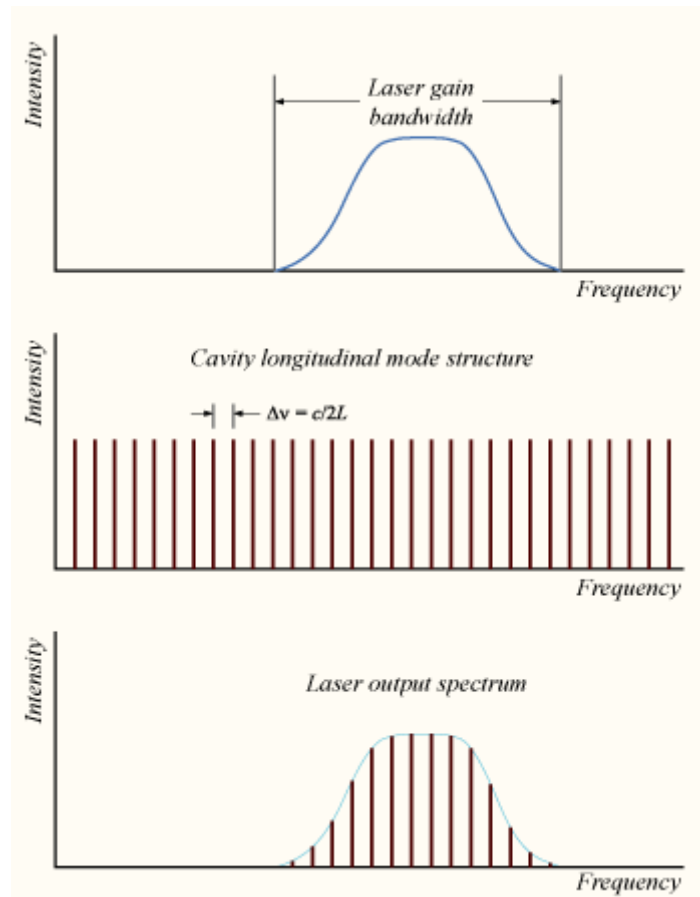 Intensity
Laser gain
bandwidth
Frequency
Intensity
Cavity longitudinal mode structure
Δν = c/2L
Frequency
Intensity
Laser output spectrum
Frequency